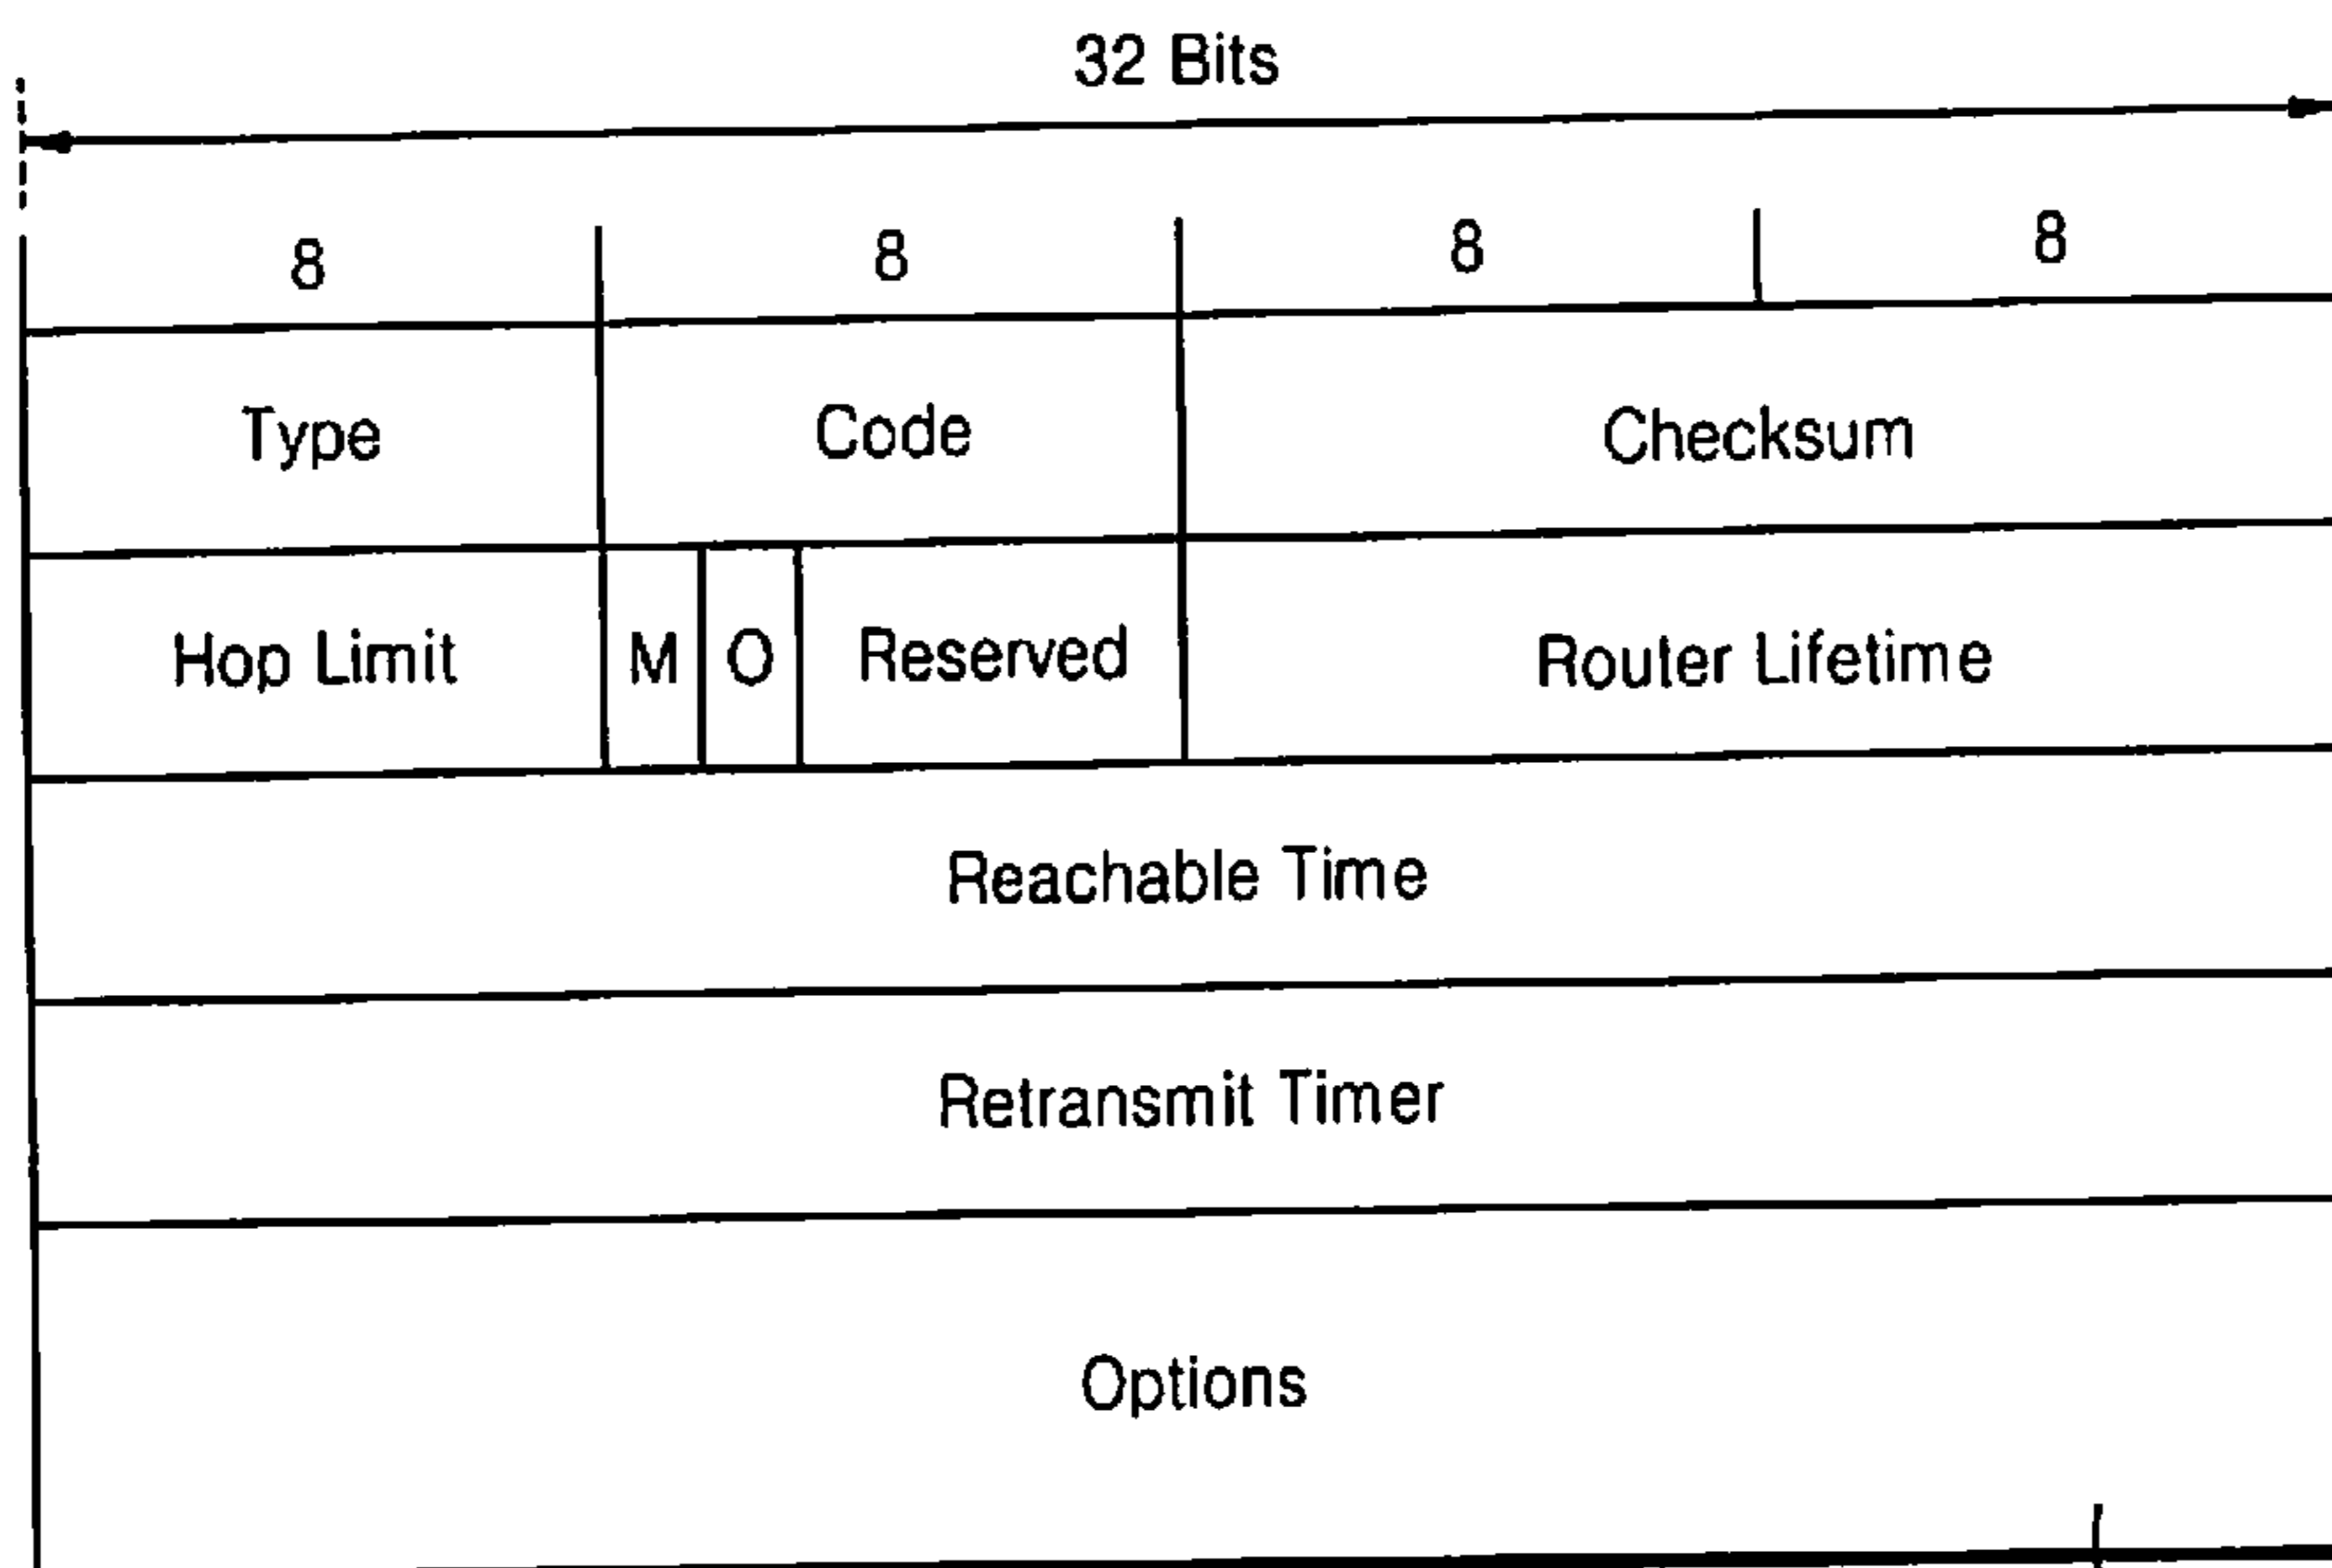 32 Bits
8 8 8 8
Type Code Checksum
Hop Limit M O Reserved Router Lifetime
Reachable Time
Retransmit Timer
Options